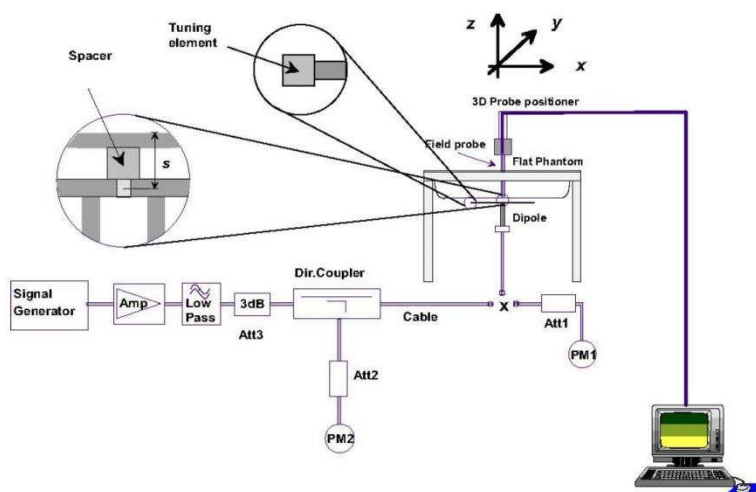 Tuning
element
Spacer
s
z
y
x
3D Probe positioner
Field probe
Flat Phantom
Dipole
Dir.Coupler
Signal
Generator
Amp
Low
Pass
3dB
Att3
Cable
x
Att1
PM1
Att2
PM2